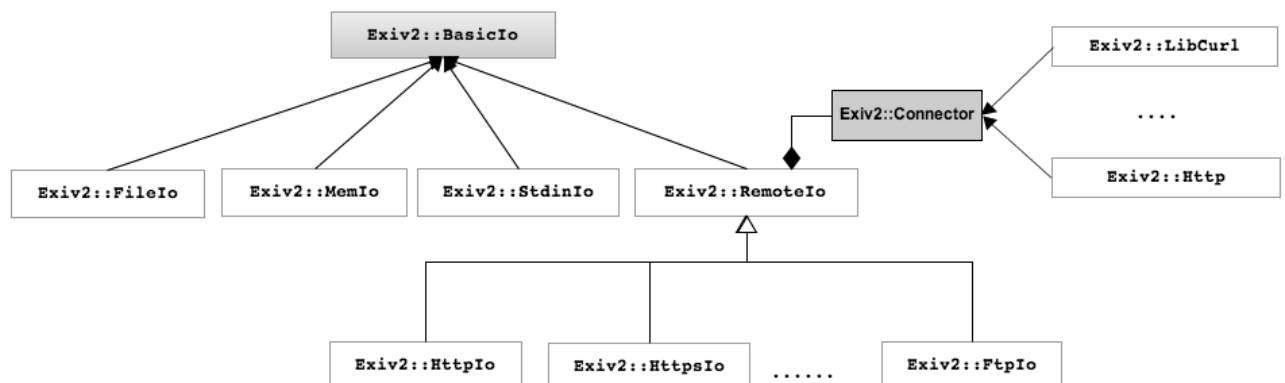 Exiv2::BasicIo
Exiv2::LibCurl
Exiv2::Connector
....
Exiv2::FileIo
Exiv2::MemIo
Exiv2::StdinIo
Exiv2::RemoteIo
Exiv2::Http
Exiv2::HttpIo
Exiv2::HttpsIo
......
Exiv2::FtpIo